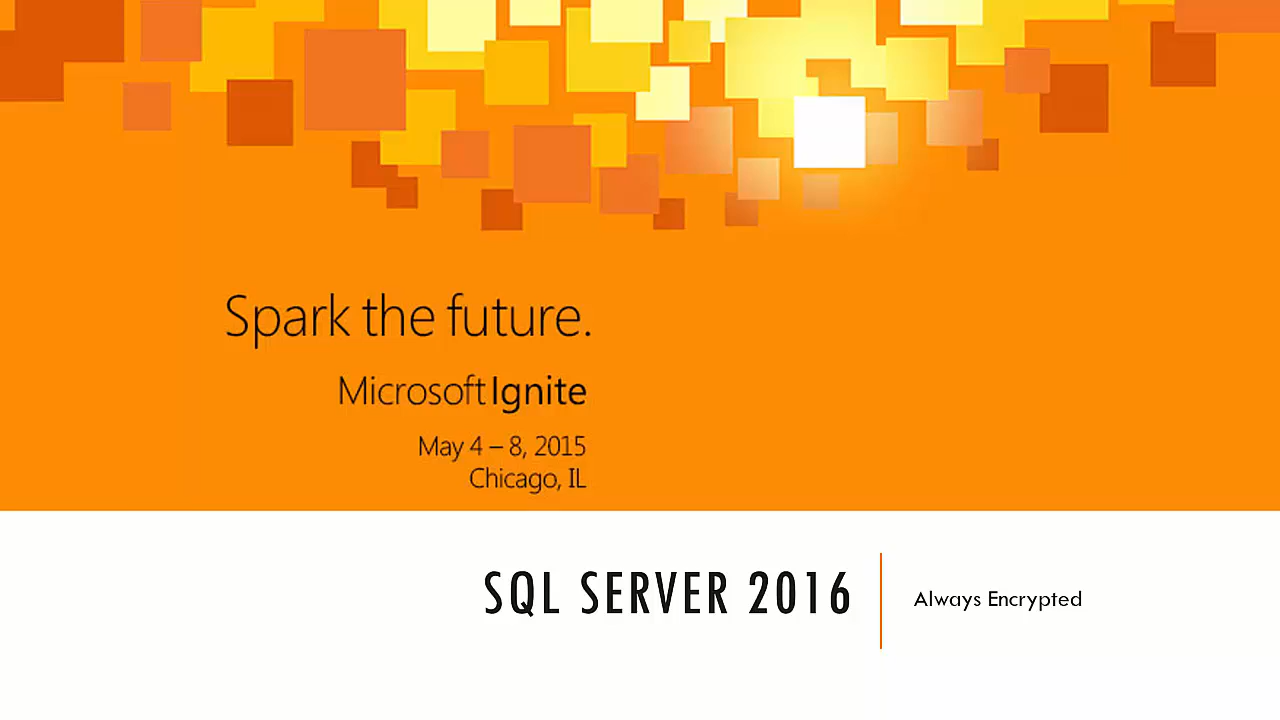 Spark the future.
Microsoft Ignite
May 4 – 8, 2015
Chicago, IL
SQL SERVER 2016
Always Encrypted